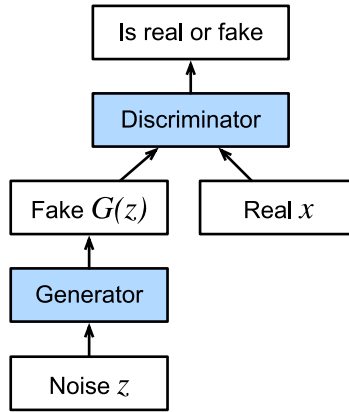 Is real or fake
Discriminator
Fake G(z)
Real x
Generator
Noise z